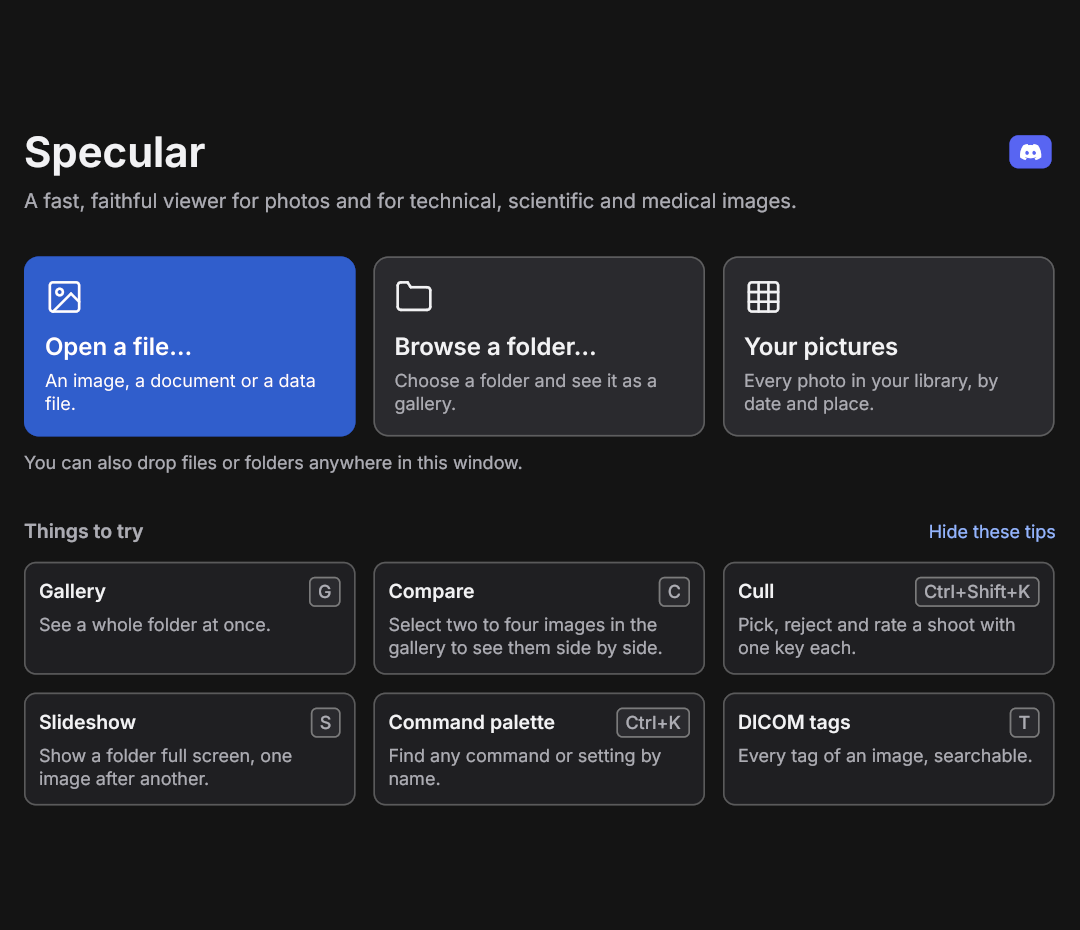 Specular
A fast, faithful viewer for photos and for technical, scientific and medical images.
Open a file...
An image, a document or a data
file.
Browse a folder...
Choose a folder and see it as a
gallery.
Your pictures
Every photo in your library, by
date and place.
You can also drop files or folders anywhere in this window.
Things to try
Hide these tips
Gallery
G
See a whole folder at once.
Compare
C
Select two to four images in the
gallery to see them side by side.
Cull
Ctrl+Shift+K
Pick, reject and rate a shoot with
one key each.
Slideshow
S
Show a folder full screen, one
image after another.
Command palette
Ctrl+K
Find any command or setting by
name.
DICOM tags
T
Every tag of an image, searchable.